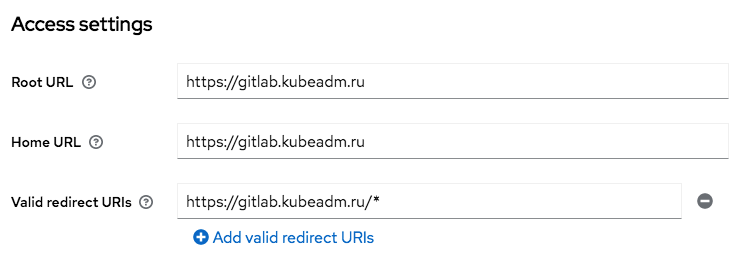 Access settings
Root URL
https://gitlab.kubeadm.ru
Home URL
https://gitlab.kubeadm.ru
Valid redirect URIs
https://gitlab.kubeadm.ru/*
Add valid redirect URIs